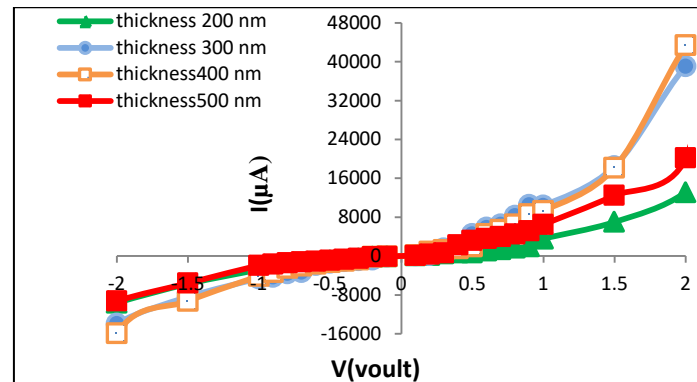 thickness 200 nm
thickness 300 nm
thickness400 nm
thickness500 nm
48000
40000
32000
24000
16000
8000
0
-8000
-16000
-2 -1.5 -1 -0.5 0 0.5 1 1.5 2
I(µA)
V(voult)